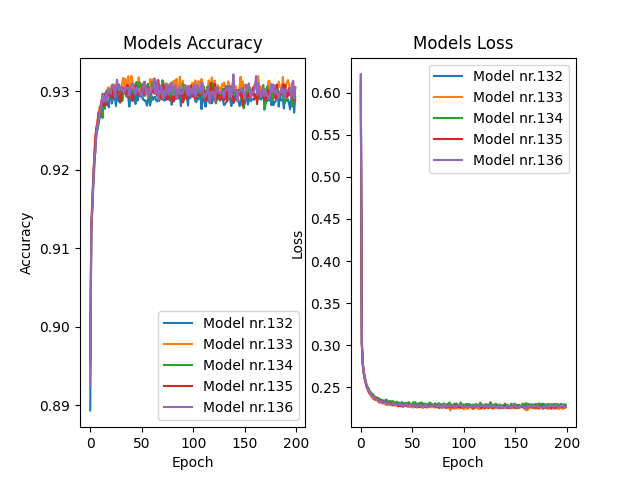 Models Accuracy
Accuracy
0.93
0.92
0.91
0.90
0.89
0
50
100
150
200
Epoch
Model nr.132
Model nr.133
Model nr.134
Model nr.135
Model nr.136
Models Loss
Loss
0.60
0.55
0.50
0.45
0.40
0.35
0.30
0.25
0
50
100
150
200
Epoch
Model nr.132
Model nr.133
Model nr.134
Model nr.135
Model nr.136